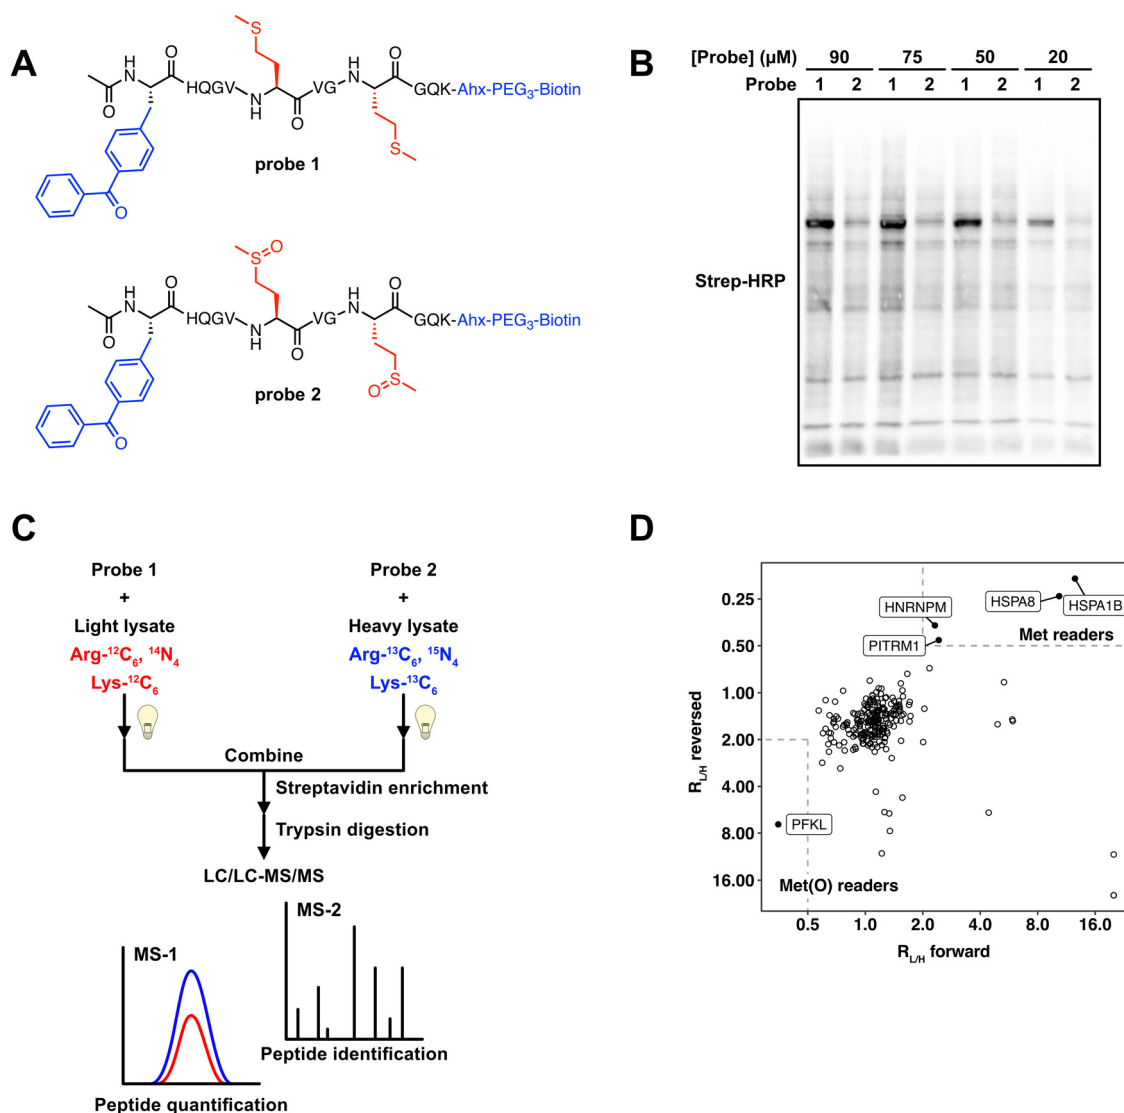 A
S
H
N
O
O
HQGV
N
H
O
VG
H
N
O
GQK-Ahx-PEG₃-Biotin
S
O
probe 1
S
O
H
N
O
O
HQGV
N
H
O
VG
H
N
O
GQK-Ahx-PEG₃-Biotin
O
S
O
probe 2
B
[Probe] (µM) 90 75 50 20
Probe 1 2 1 2 1 2 1 2
Strep-HRP
C
Probe 1
+
Light lysate
Arg-¹²C₆, ¹⁴N₄
Lys-¹²C₆
Probe 2
+
Heavy lysate
Arg-¹³C₆, ¹⁵N₄
Lys-¹³C₆
Combine
Streptavidin enrichment
Trypsin digestion
LC/LC-MS/MS
MS-1
Peptide quantification
MS-2
Peptide identification
D
R_L/H reversed
0.25
0.50
1.00
2.00
4.00
8.00
16.00
HNRNPM
PITRM1
HSPA8
HSPA1B
Met readers
PFKL
Met(O) readers
0.5 1.0 2.0 4.0 8.0 16.0
R_L/H forward